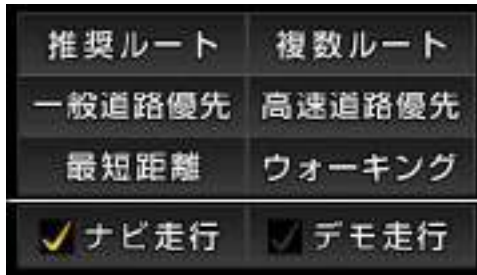 推奨ルート 複数ルート
一般道路優先 高速道路優先
最短距離 ウォーキング
ナビ走行 デモ走行